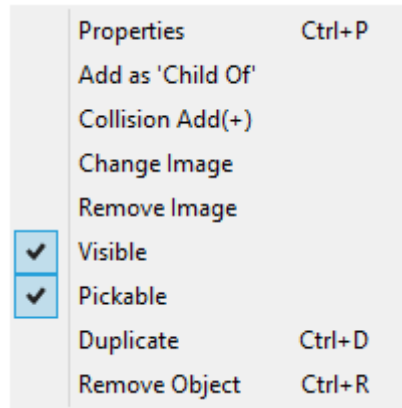 Properties Ctrl+P
Add as 'Child Of'
Collision Add(+)
Change Image
Remove Image
Visible
Pickable
Duplicate Ctrl+D
Remove Object Ctrl+R